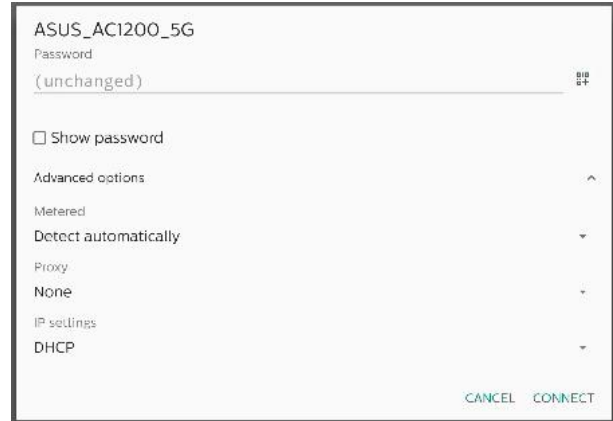 ASUS_AC1200_5G
Password
(unchanged)
Show password
Advanced options
Metered
Detect automatically
Proxy
None
IP settings
DHCP
CANCEL CONNECT